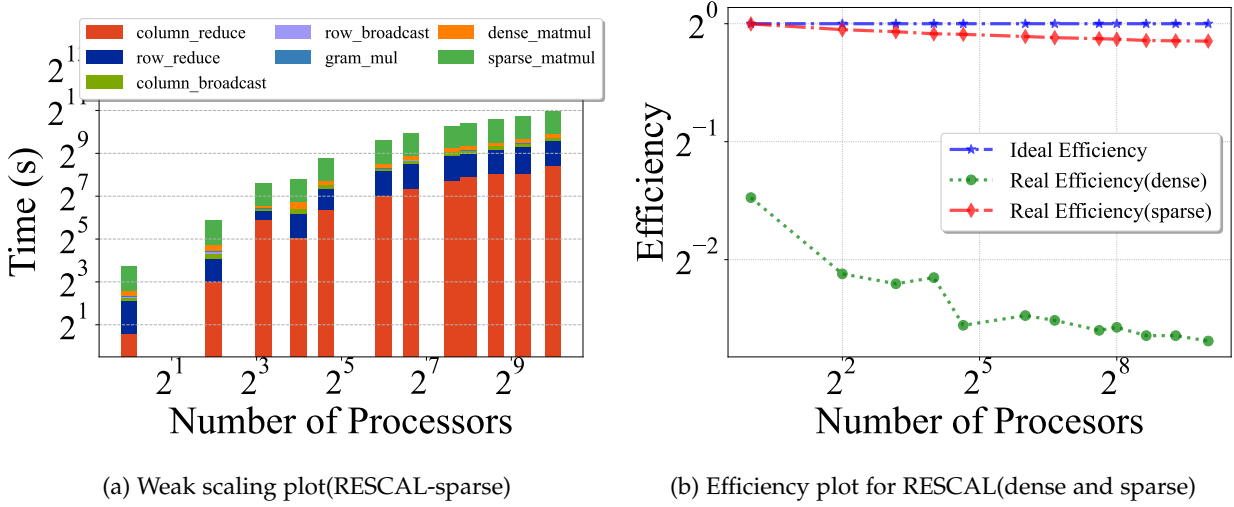 column_reduce
row_reduce
column_broadcast
row_broadcast
gram_mul
dense_matmul
sparse_matmul
2^11
2^9
2^7
2^5
2^3
2^1
Time (s)
2^1
2^3
2^5
2^7
2^9
Number of Processors
(a) Weak scaling plot(RESCAL-sparse)
2^0
2^-1
2^-2
Efficiency
Ideal Efficiency
Real Efficiency(dense)
Real Efficiency(sparse)
2^2
2^5
2^8
Number of Procesors
(b) Efficiency plot for RESCAL(dense and sparse)